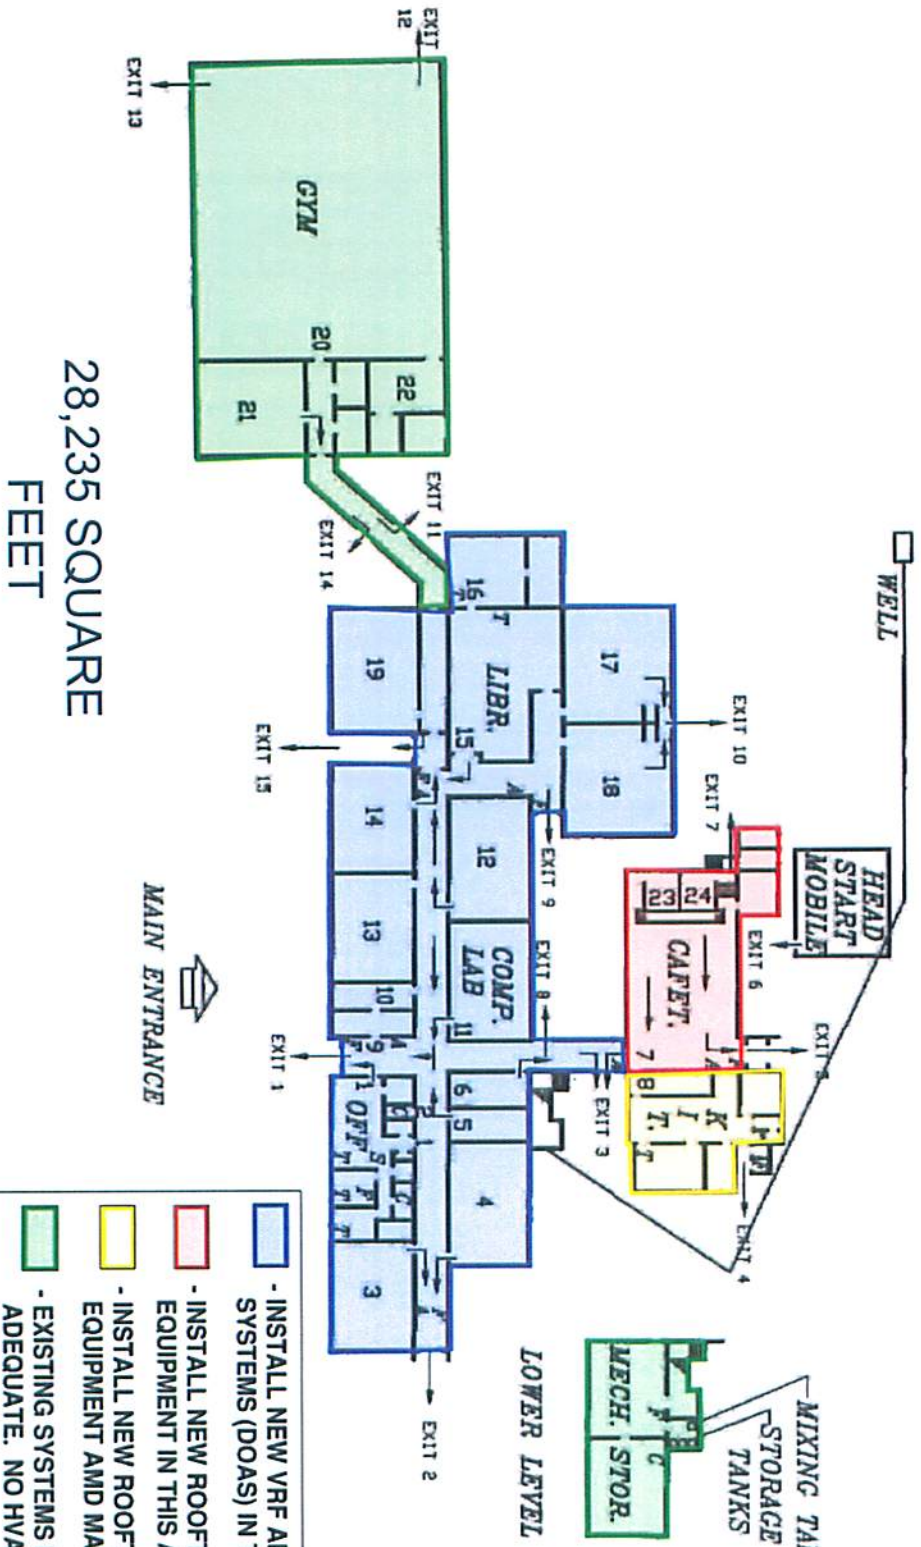 WELL
HEAD
START
MOBILE
MIXING TA
STORAGE
TANKS
EXIT 10
EXIT 7
EXIT 6
EXIT 5
EXIT 4
EXIT 3
EXIT 8
EXIT 9
23
24
CAFET.
7
A
8
KIT.
T
F
MECH.
STOR.
F
C
LOWER LEVEL
17
18
16
T
LIBR.
15
A
F
12
COMP.
LAB
11
6
5
4
EXIT 12
EXIT 13
GYM
20
21
22
EXIT 11
EXIT 14
19
EXIT 15
14
13
10
9
F
A
1
EXIT 1
OFF
C
S
T
F
T
T
3
F
EXIT 2
MAIN ENTRANCE
28,235 SQUARE
FEET
- INSTALL NEW VRF A
SYSTEMS (DOAS) IN
- INSTALL NEW ROOFT
EQUIPMENT IN THIS
- INSTALL NEW ROOF
EQUIPMENT AMD MA
- EXISTING SYSTEMS
ADEQUATE. NO HVA